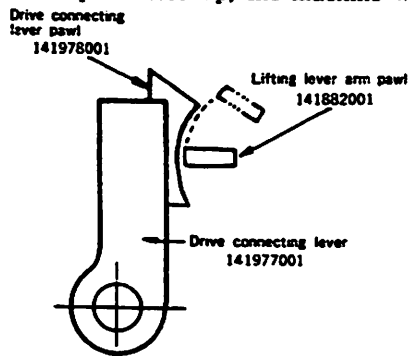 Drive connecting
lever pawl
141978001
Lifting lever arm pawl
141882001
Drive connecting lever
141977001